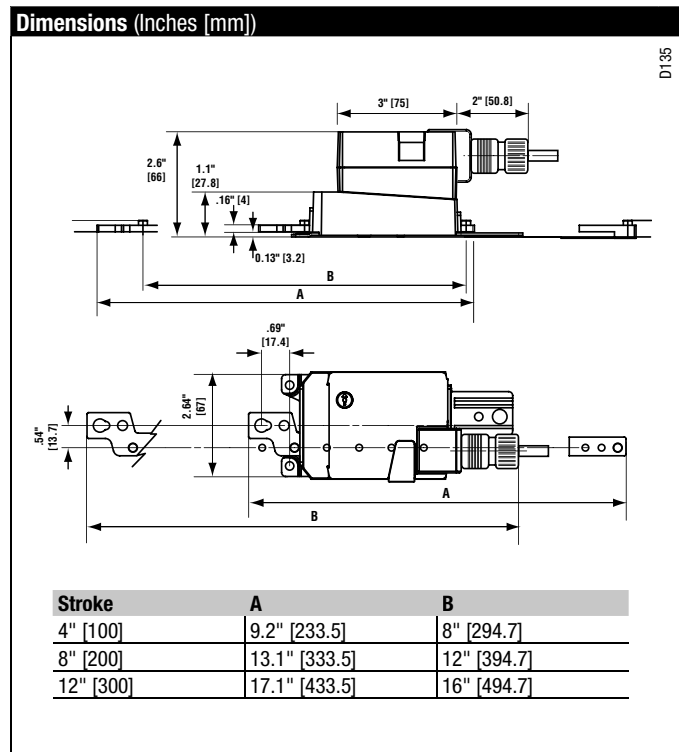 Dimensions (Inches [mm])
D135
3" [75]
2" [50.8]
2.6"
[66]
1.1"
[27.8]
.16" [4]
0.13" [3.2]
B
A
.69"
[17.4]
2.64"
[67]
.54"
[13.7]
A
B
Stroke A B
4" [100] 9.2" [233.5] 8" [294.7]
8" [200] 13.1" [333.5] 12" [394.7]
12" [300] 17.1" [433.5] 16" [494.7]